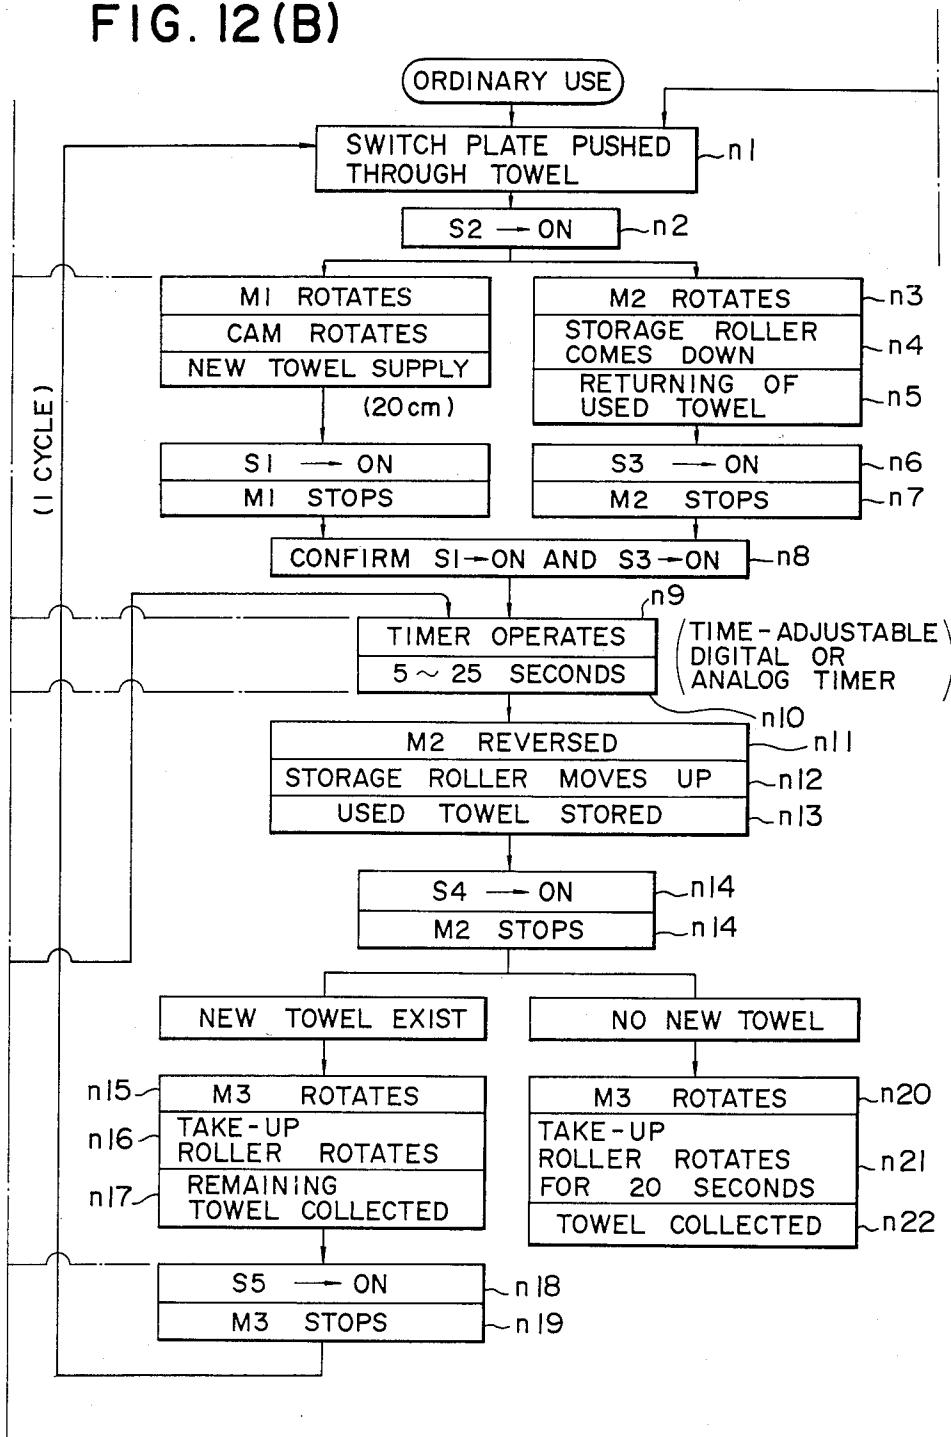 FIG. 12(B)
ORDINARY USE
SWITCH PLATE PUSHED
THROUGH TOWEL
n1
S2 → ON
n2
M1 ROTATES
CAM ROTATES
NEW TOWEL SUPPLY
(20cm)
M2 ROTATES
n3
STORAGE ROLLER
COMES DOWN
n4
RETURNING OF
USED TOWEL
n5
(1 CYCLE)
S1 → ON
M1 STOPS
S3 → ON
n6
M2 STOPS
n7
CONFIRM S1→ON AND S3→ON
n8
n9
TIMER OPERATES
5 ~ 25 SECONDS
(TIME-ADJUSTABLE
DIGITAL OR
ANALOG TIMER)
n10
M2 REVERSED
n11
STORAGE ROLLER MOVES UP
n12
USED TOWEL STORED
n13
S4 → ON
n14
M2 STOPS
n14
NEW TOWEL EXIST
NO NEW TOWEL
n15
M3 ROTATES
n16
TAKE-UP
ROLLER ROTATES
n17
REMAINING
TOWEL COLLECTED
M3 ROTATES
n20
TAKE-UP
ROLLER ROTATES
FOR 20 SECONDS
n21
TOWEL COLLECTED
n22
S5 → ON
n18
M3 STOPS
n19